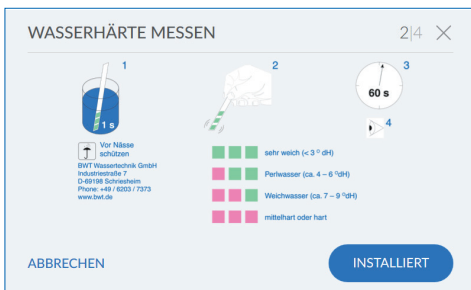 WASSERHÄRTE MESSEN
2|4
1
2
3
1 s
60 s
4
Vor Nässe
schützen
BWT Wassertechnik GmbH
Industriestraße 7
D-69198 Schriesheim
Phone: +49 / 6203 / 7373
www.bwt.de
sehr weich (< 3 ° dH)
Perlwasser (ca. 4 – 6 °dH)
Weichwasser (ca. 7 – 9 °dH)
mittelhart oder hart
ABBRECHEN
INSTALLIERT